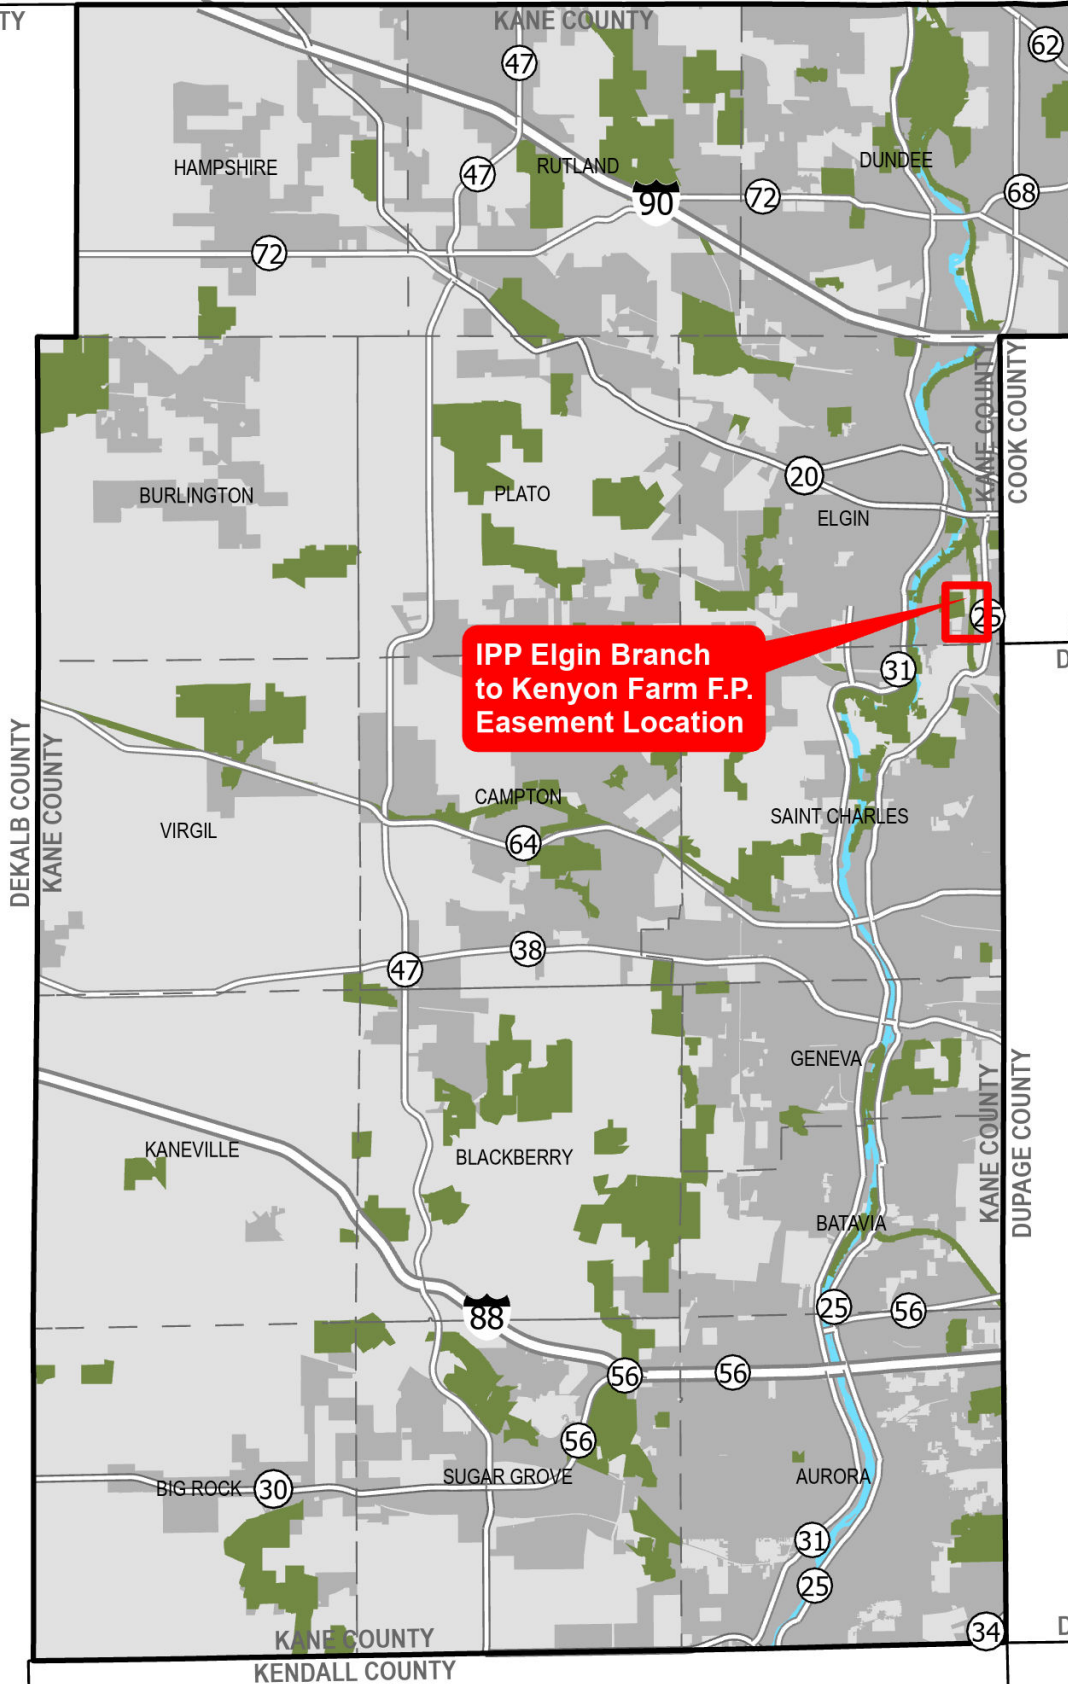 TY
KANE COUNTY
62
47
HAMPSHIRE
RUTLAND
DUNDEE
47
90
72
68
72
KANE COUNTY
COOK COUNTY
20
BURLINGTON
PLATO
ELGIN
25
IPP Elgin Branch
to Kenyon Farm F.P.
Easement Location
31
D
DEKALB COUNTY
KANE COUNTY
CAMPTON
SAINT CHARLES
VIRGIL
64
38
47
GENEVA
KANE COUNTY
DUPAGE COUNTY
KANEVILLE
BLACKBERRY
BATAVIA
25
56
88
56
56
56
SUGAR GROVE
AURORA
BIG ROCK
30
31
25
34
D
KANE COUNTY
KENDALL COUNTY